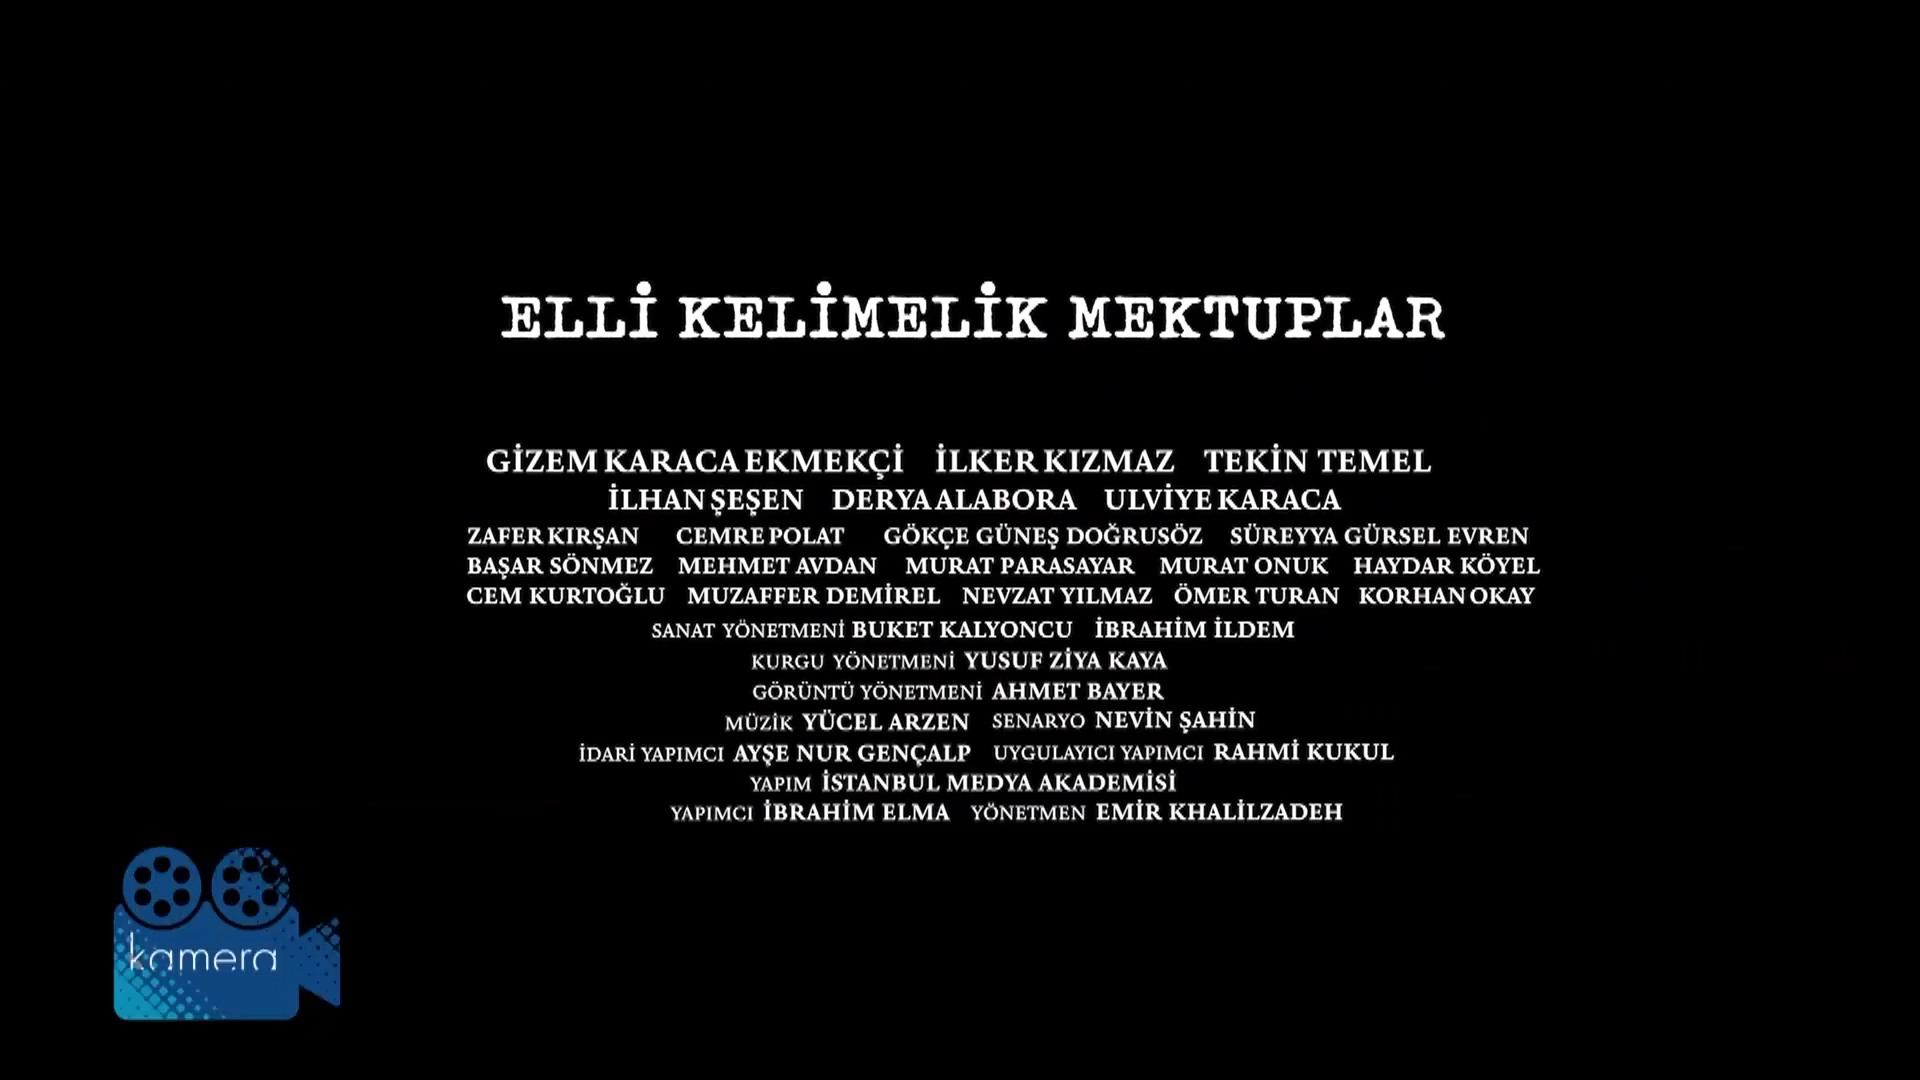 ELLİ KELİMELİK MEKTUPLAR
GİZEM KARACA EKMEKÇİ İLKER KIZMAZ TEKİN TEMEL
İLHAN ŞEŞEN DERYA ALABORA ULVİYE KARACA
ZAFER KIRŞAN CEMRE POLAT GÖKÇE GÜNEŞ DOĞRUSÖZ SÜREYYA GÜRSEL EVREN
BAŞAR SÖNMEZ MEHMET AVDAN MURAT PARASAYAR MURAT ONUK HAYDAR KÖYEL
CEM KURTOĞLU MUZAFFER DEMİREL NEVZAT YILMAZ ÖMER TURAN KORHAN OKAY
SANAT YÖNETMENİ BUKET KALYONCU İBRAHİM İLDEM
KURGU YÖNETMENİ YUSUF ZİYA KAYA
GÖRÜNTÜ YÖNETMENİ AHMET BAYER
MÜZİK YÜCEL ARZEN SENARYO NEVİN ŞAHİN
İDARİ YAPIMCI AYŞE NUR GENÇALP UYGULAYICI YAPIMCI RAHMİ KUKUL
YAPIM İSTANBUL MEDYA AKADEMİSİ
YAPIMCI İBRAHİM ELMA YÖNETMEN EMİR KHALİLZADEH
kamera